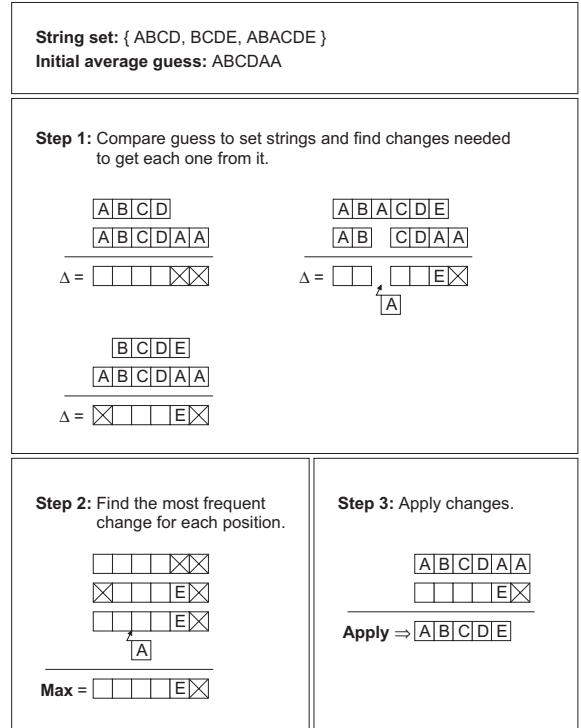 String set: { ABCD, BCDE, ABACDE }
Initial average guess: ABCDAA
Step 1: Compare guess to set strings and find changes needed
to get each one from it.
A B C D
A B C D A A
Δ =
A B A C D E
A B C D A A
Δ = E
A
B C D E
A B C D A A
Δ = E
Step 2: Find the most frequent
change for each position.
E
E
A
Max = E
Step 3: Apply changes.
A B C D A A
E
Apply ⇒ A B C D E